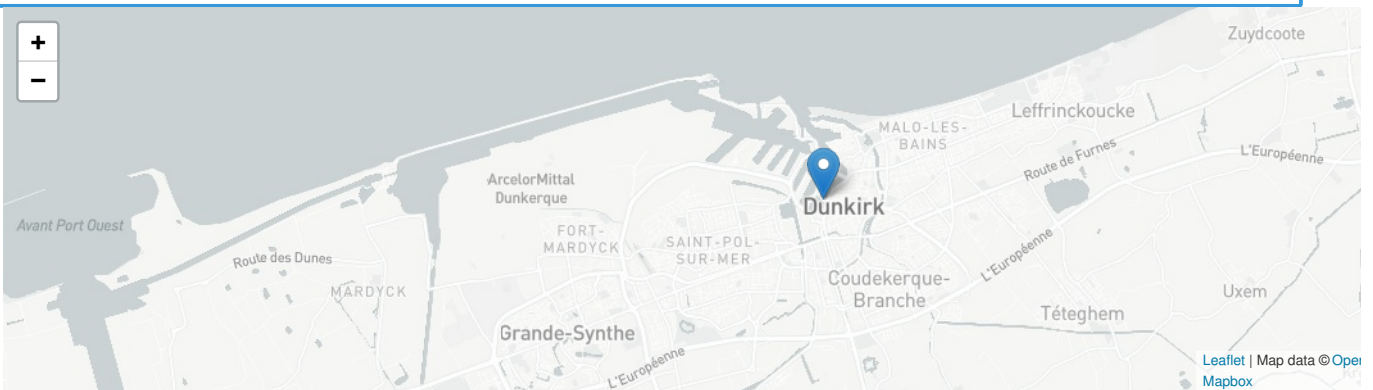 +
−
Zuydcoote
Leffrinckoucke
MALO-LES-
BAINS
Route de Furnes
L'Européenne
ArcelorMittal
Dunkerque
Dunkirk
Avant Port Ouest
FORT-
MARDYCK
SAINT-POL-
SUR-MER
Route des Dunes
L'Européenne
MARDYCK
Coudekerque-
Branche
Uxem
Téteghem
Grande-Synthe
L'Européenne
Leaflet | Map data © Open
Mapbox